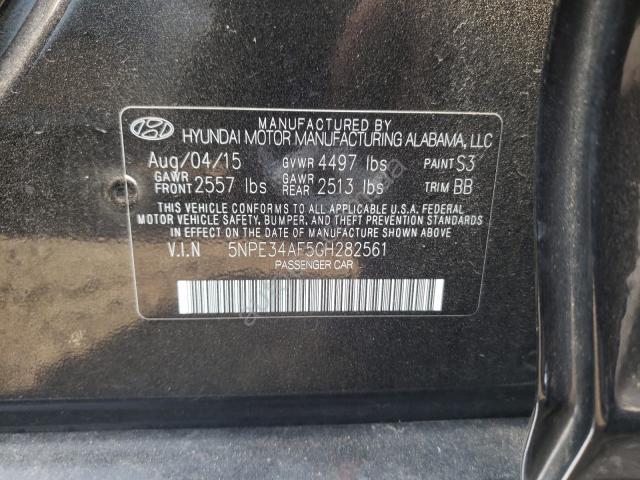 MANUFACTURED BY
HYUNDAI MOTOR MANUFACTURING ALABAMA, LLC
Aug/04/15 GVWR 4497 lbs PAINT S3
GAWR FRONT 2557 lbs GAWR REAR 2513 lbs TRIM BB
THIS VEHICLE CONFORMS TO ALL APPLICABLE U.S.A. FEDERAL
MOTOR VEHICLE SAFETY, BUMPER, AND THEFT PREVENTION STANDARDS
IN EFFECT ON THE DATE OF MANUFACTURE SHOWN ABOVE.
V.I.N 5NPE34AF5GH282561
PASSENGER CAR